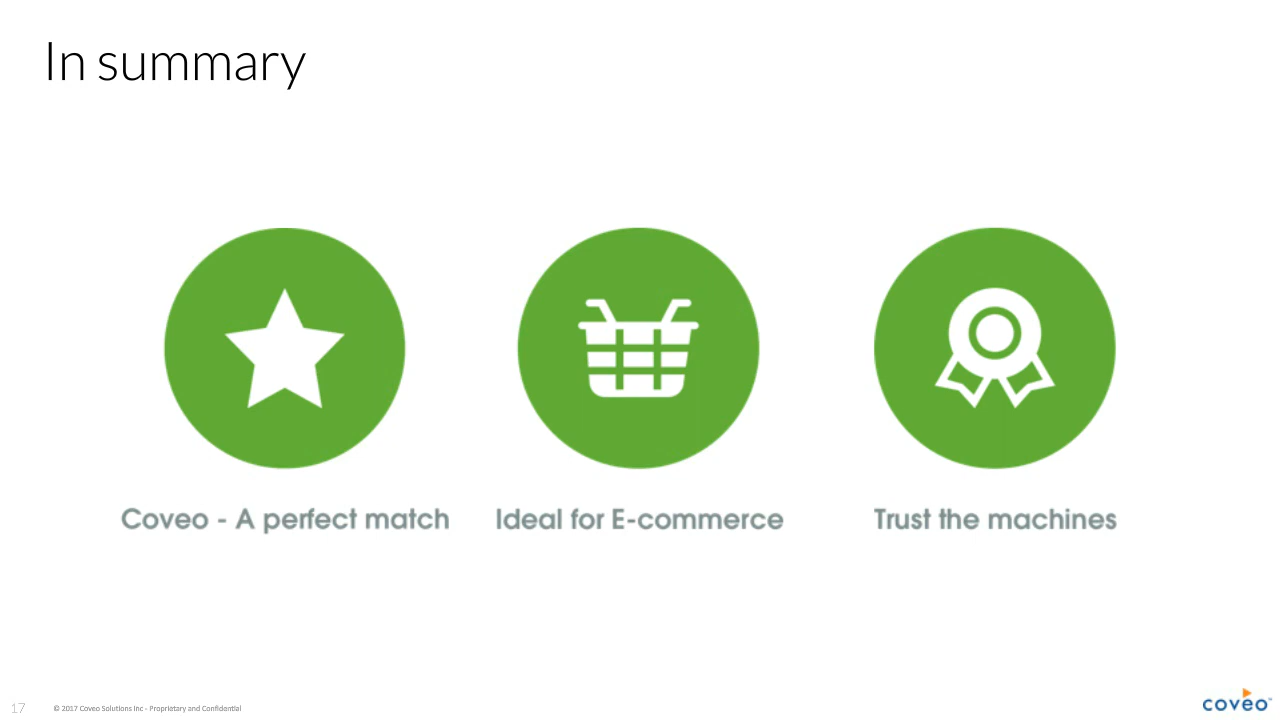 In summary
Coveo - A perfect match
Ideal for E-commerce
Trust the machines
17
© 2017 Coveo Solutions Inc - Proprietary and Confidential
coveo™